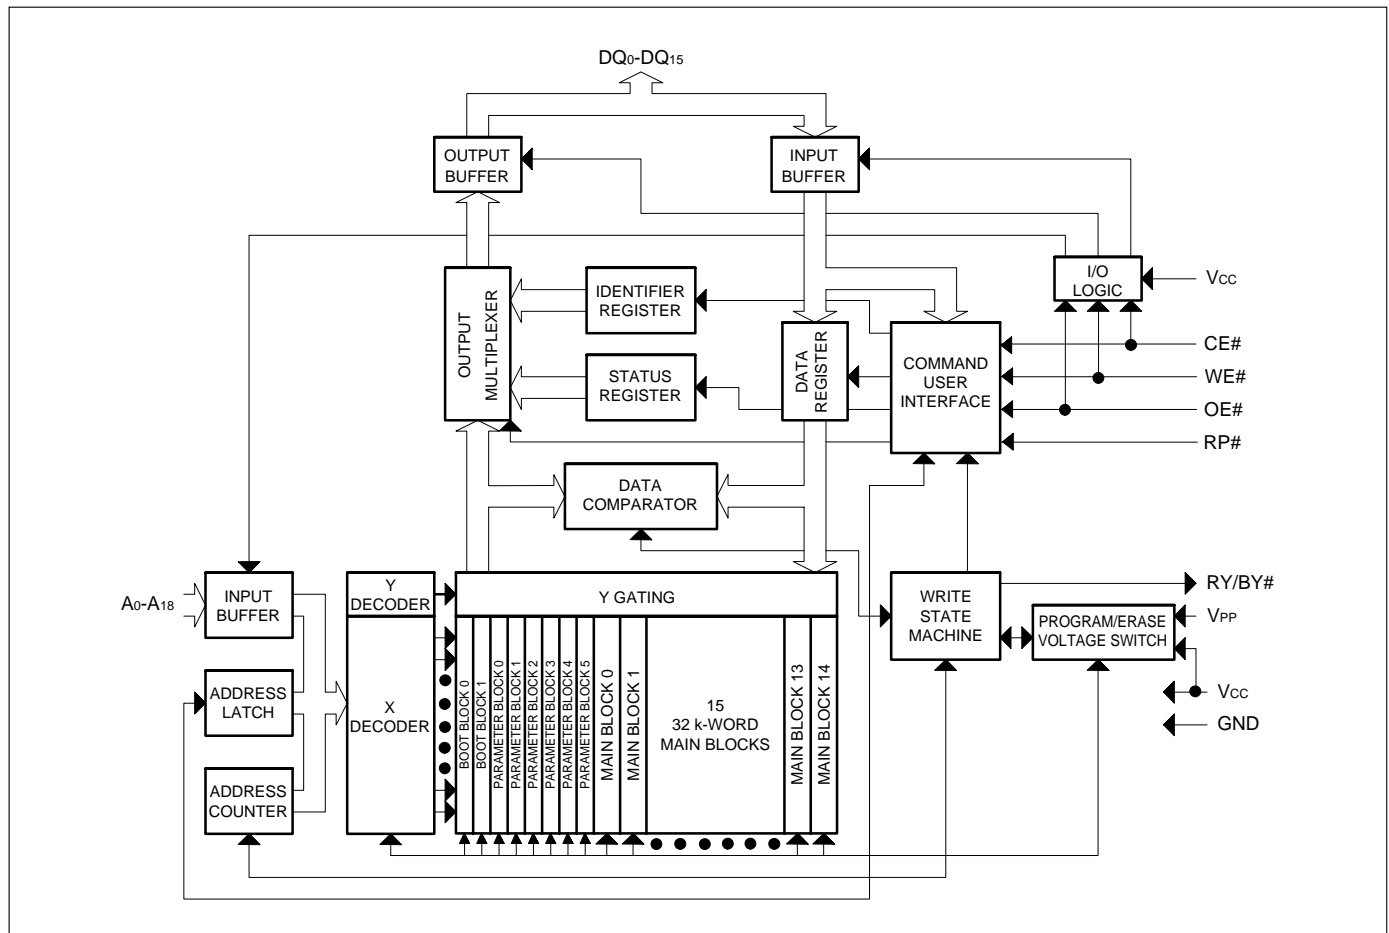 DQ0-DQ15
OUTPUT
BUFFER
INPUT
BUFFER
I/O
LOGIC
VCC
OUTPUT
MULTIPLEXER
IDENTIFIER
REGISTER
STATUS
REGISTER
DATA
REGISTER
COMMAND
USER
INTERFACE
CE#
WE#
OE#
RP#
DATA
COMPARATOR
A0-A18
INPUT
BUFFER
Y
DECODER
Y GATING
WRITE
STATE
MACHINE
RY/BY#
PROGRAM/ERASE
VOLTAGE SWITCH
VPP
VCC
GND
ADDRESS
LATCH
ADDRESS
COUNTER
X
DECODER
BOOT BLOCK 0
BOOT BLOCK 1
PARAMETER BLOCK 0
PARAMETER BLOCK 1
PARAMETER BLOCK 2
PARAMETER BLOCK 3
PARAMETER BLOCK 4
PARAMETER BLOCK 5
MAIN BLOCK 0
MAIN BLOCK 1
15
32 k-WORD
MAIN BLOCKS
MAIN BLOCK 13
MAIN BLOCK 14